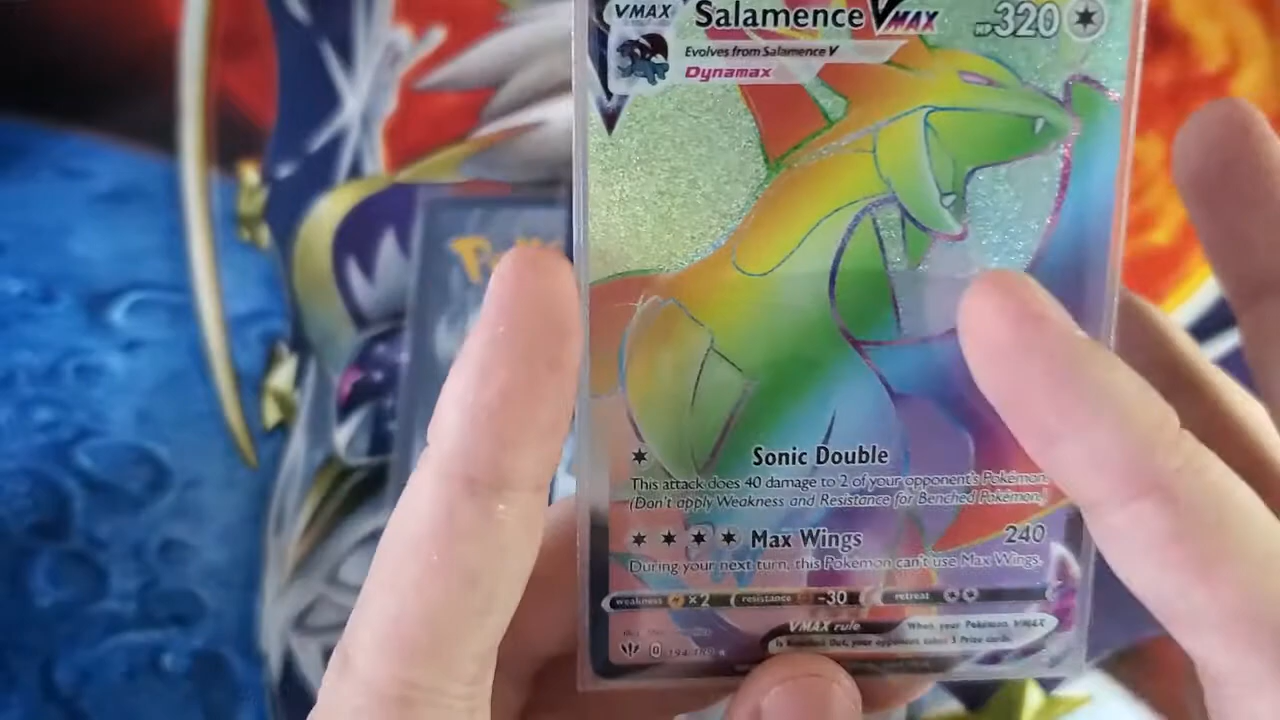 VMAX Salamence VMAX HP 320
Evolves from Salamence V
Dynamax
Sonic Double
This attack does 40 damage to 2 of your opponent's Pokémon.
(Don't apply Weakness and Resistance for Benched Pokémon.)
Max Wings 240
During your next turn, this Pokémon can't use Max Wings.
weakness ×2 resistance -30 retreat
VMAX rule When your Pokémon VMAX
is Knocked Out, your opponent takes 3 Prize cards.
194/189